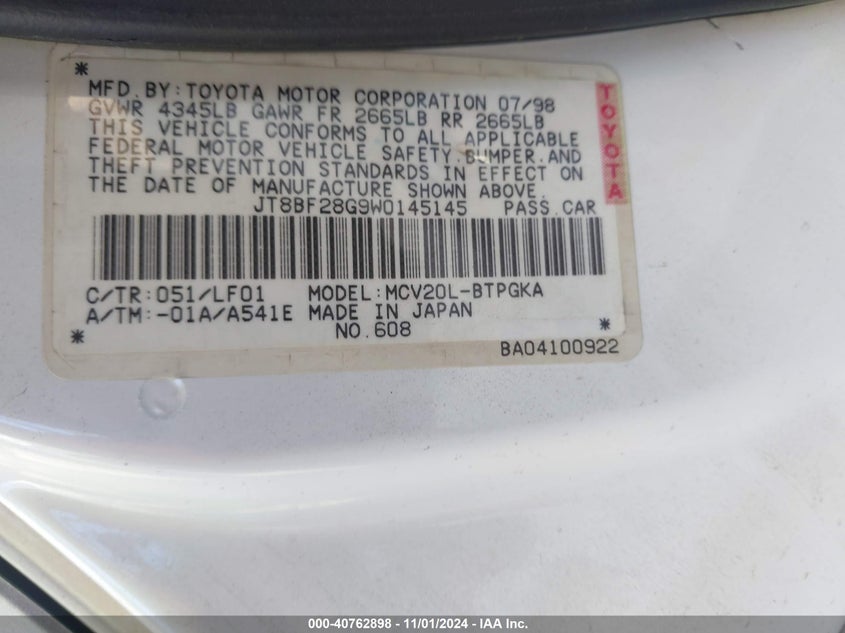 *
MFD. BY: TOYOTA MOTOR CORPORATION 07/98
GVWR 4345LB GAWR FR 2665LB RR 2665LB
THIS VEHICLE CONFORMS TO ALL APPLICABLE
FEDERAL MOTOR VEHICLE SAFETY, BUMPER, AND
THEFT PREVENTION STANDARDS IN EFFECT ON
THE DATE OF MANUFACTURE SHOWN ABOVE.
TOYOTA
JT8BF28G9W0145145 PASS. CAR
C/TR: 051/LF01 MODEL: MCV20L-BTPGKA
A/TM: -01A/A541E MADE IN JAPAN
* NO. 608 *
BA04100922
000-40762898 - 11/01/2024 - IAA Inc.